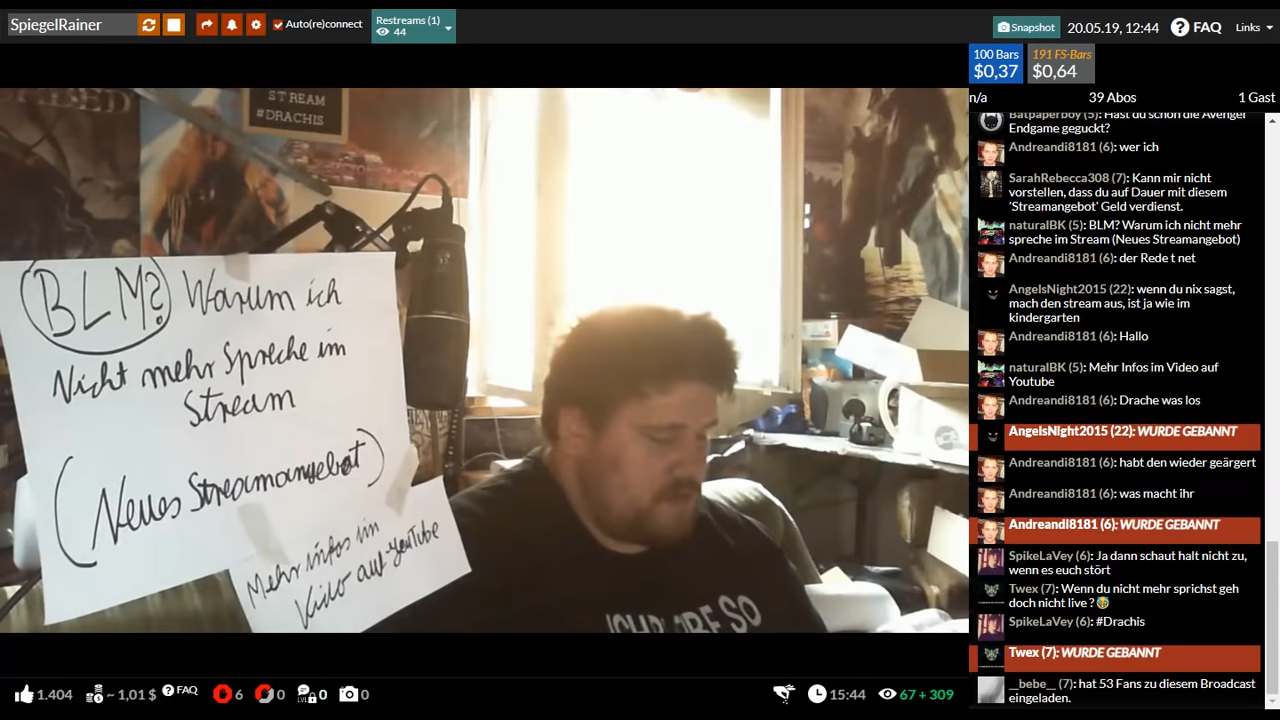 SpiegelRainer
Auto(re)connect
Restreams (1)
44
Snapshot
20.05.19, 12:44
FAQ
Links
100 Bars
$0,37
191 FS-Bars
$0,64
n/a
39 Abos
1 Gast
STREAM
#DRACHIS
BLM? Warum ich
Nicht mehr Spreche im
Stream
(Neues Streamangebot)
Mehr infos im
Video auf YouTube
Batpaperboy (5): Hast du schon die Avenger
Endgame geguckt?
Andreandi8181 (6): wer ich
SarahRebecca308 (7): Kann mir nicht
vorstellen, dass du auf Dauer mit diesem
'Streamangebot' Geld verdienst.
naturalBK (5): BLM? Warum ich nicht mehr
spreche im Stream (Neues Streamangebot)
Andreandi8181 (6): der Rede t net
AngelsNight2015 (22): wenn du nix sagst,
mach den stream aus, ist ja wie im
kindergarten
Andreandi8181 (6): Hallo
naturalBK (5): Mehr Infos im Video auf
Youtube
Andreandi8181 (6): Drache was los
AngelsNight2015 (22): WURDE GEBANNT
Andreandi8181 (6): habt den wieder geärgert
Andreandi8181 (6): was macht ihr
Andreandi8181 (6): WURDE GEBANNT
SpikeLaVey (6): Ja dann schaut halt nicht zu,
wenn es euch stört
Twex (7): Wenn du nicht mehr sprichst geh
doch nicht live ?
SpikeLaVey (6): #Drachis
Twex (7): WURDE GEBANNT
__bebe__ (7): hat 53 Fans zu diesem Broadcast
eingeladen.
1.404
~ 1,01 $
FAQ
6
0
LVL
0
0
15:44
67 + 309